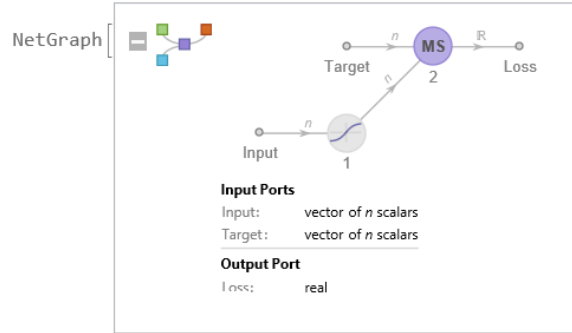 NetGraph
n
MS
ℝ
Target
2
Loss
n
n
Input
1
Input Ports
Input: vector of n scalars
Target: vector of n scalars
Output Port
Loss: real